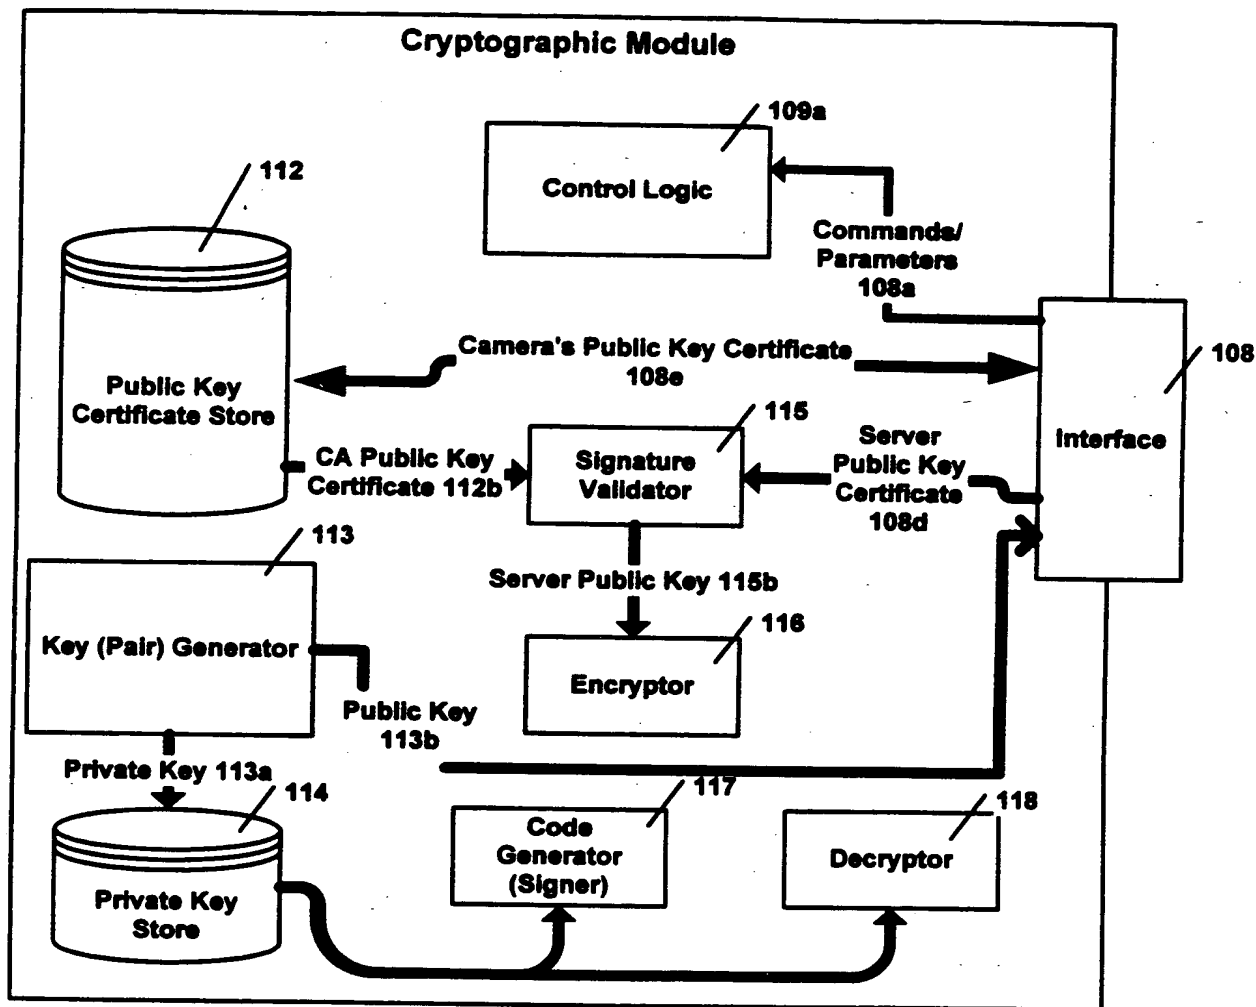 Cryptographic Module
109a
Control Logic
112
Commands/
Parameters
108a
Public Key
Certificate Store
Camera's Public Key Certificate
108e
108
Interface
115
CA Public Key
Certificate 112b
Signature
Validator
Server
Public Key
Certificate
108d
113
Server Public Key 115b
Key (Pair) Generator
116
Encryptor
Public Key
113b
Private Key 113a
114
117
118
Code
Generator
(Signer)
Decryptor
Private Key
Store